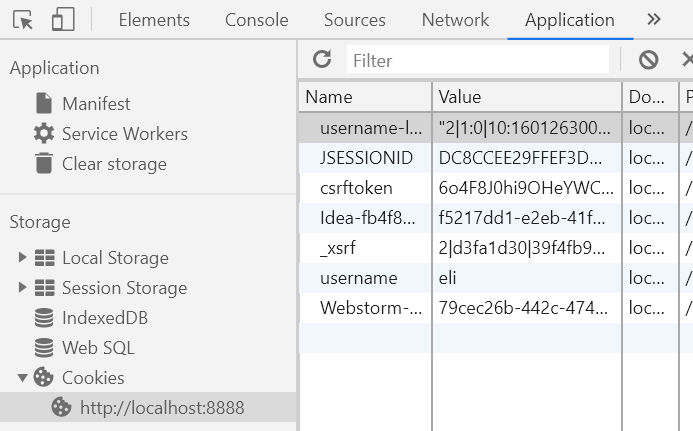 Elements Console Sources Network Application
Application
Manifest
Service Workers
Clear storage
Storage
Local Storage
Session Storage
IndexedDB
Web SQL
Cookies
http://localhost:8888
Filter
Name Value Do... P
username-l... "2|1:0|10:160126300... loc... /
JSESSIONID DC8CCEE29FFEF3D... loc... /
csrftoken 6o4F8J0hi9OHeYWC... loc... /
Idea-fb4f8... f5217dd1-e2eb-41f... loc... /
_xsrf 2|d3fa1d30|39f4fb9... loc... /
username eli loc... /
Webstorm-... 79cec26b-442c-474... loc... /